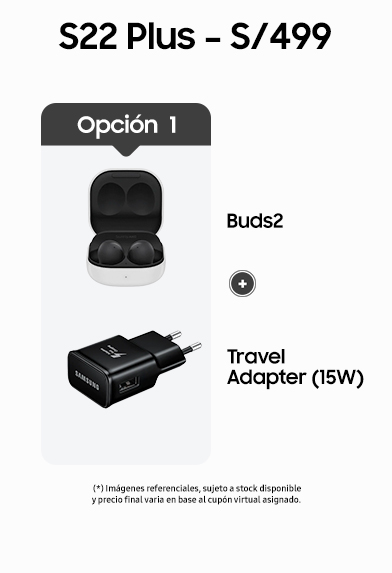 S22 Plus – S/499
Opción 1
Buds2
+
SAMSUNG
Travel
Adapter (15W)
(*) Imágenes referenciales, sujeto a stock disponible
y precio final varia en base al cupón virtual asignado.